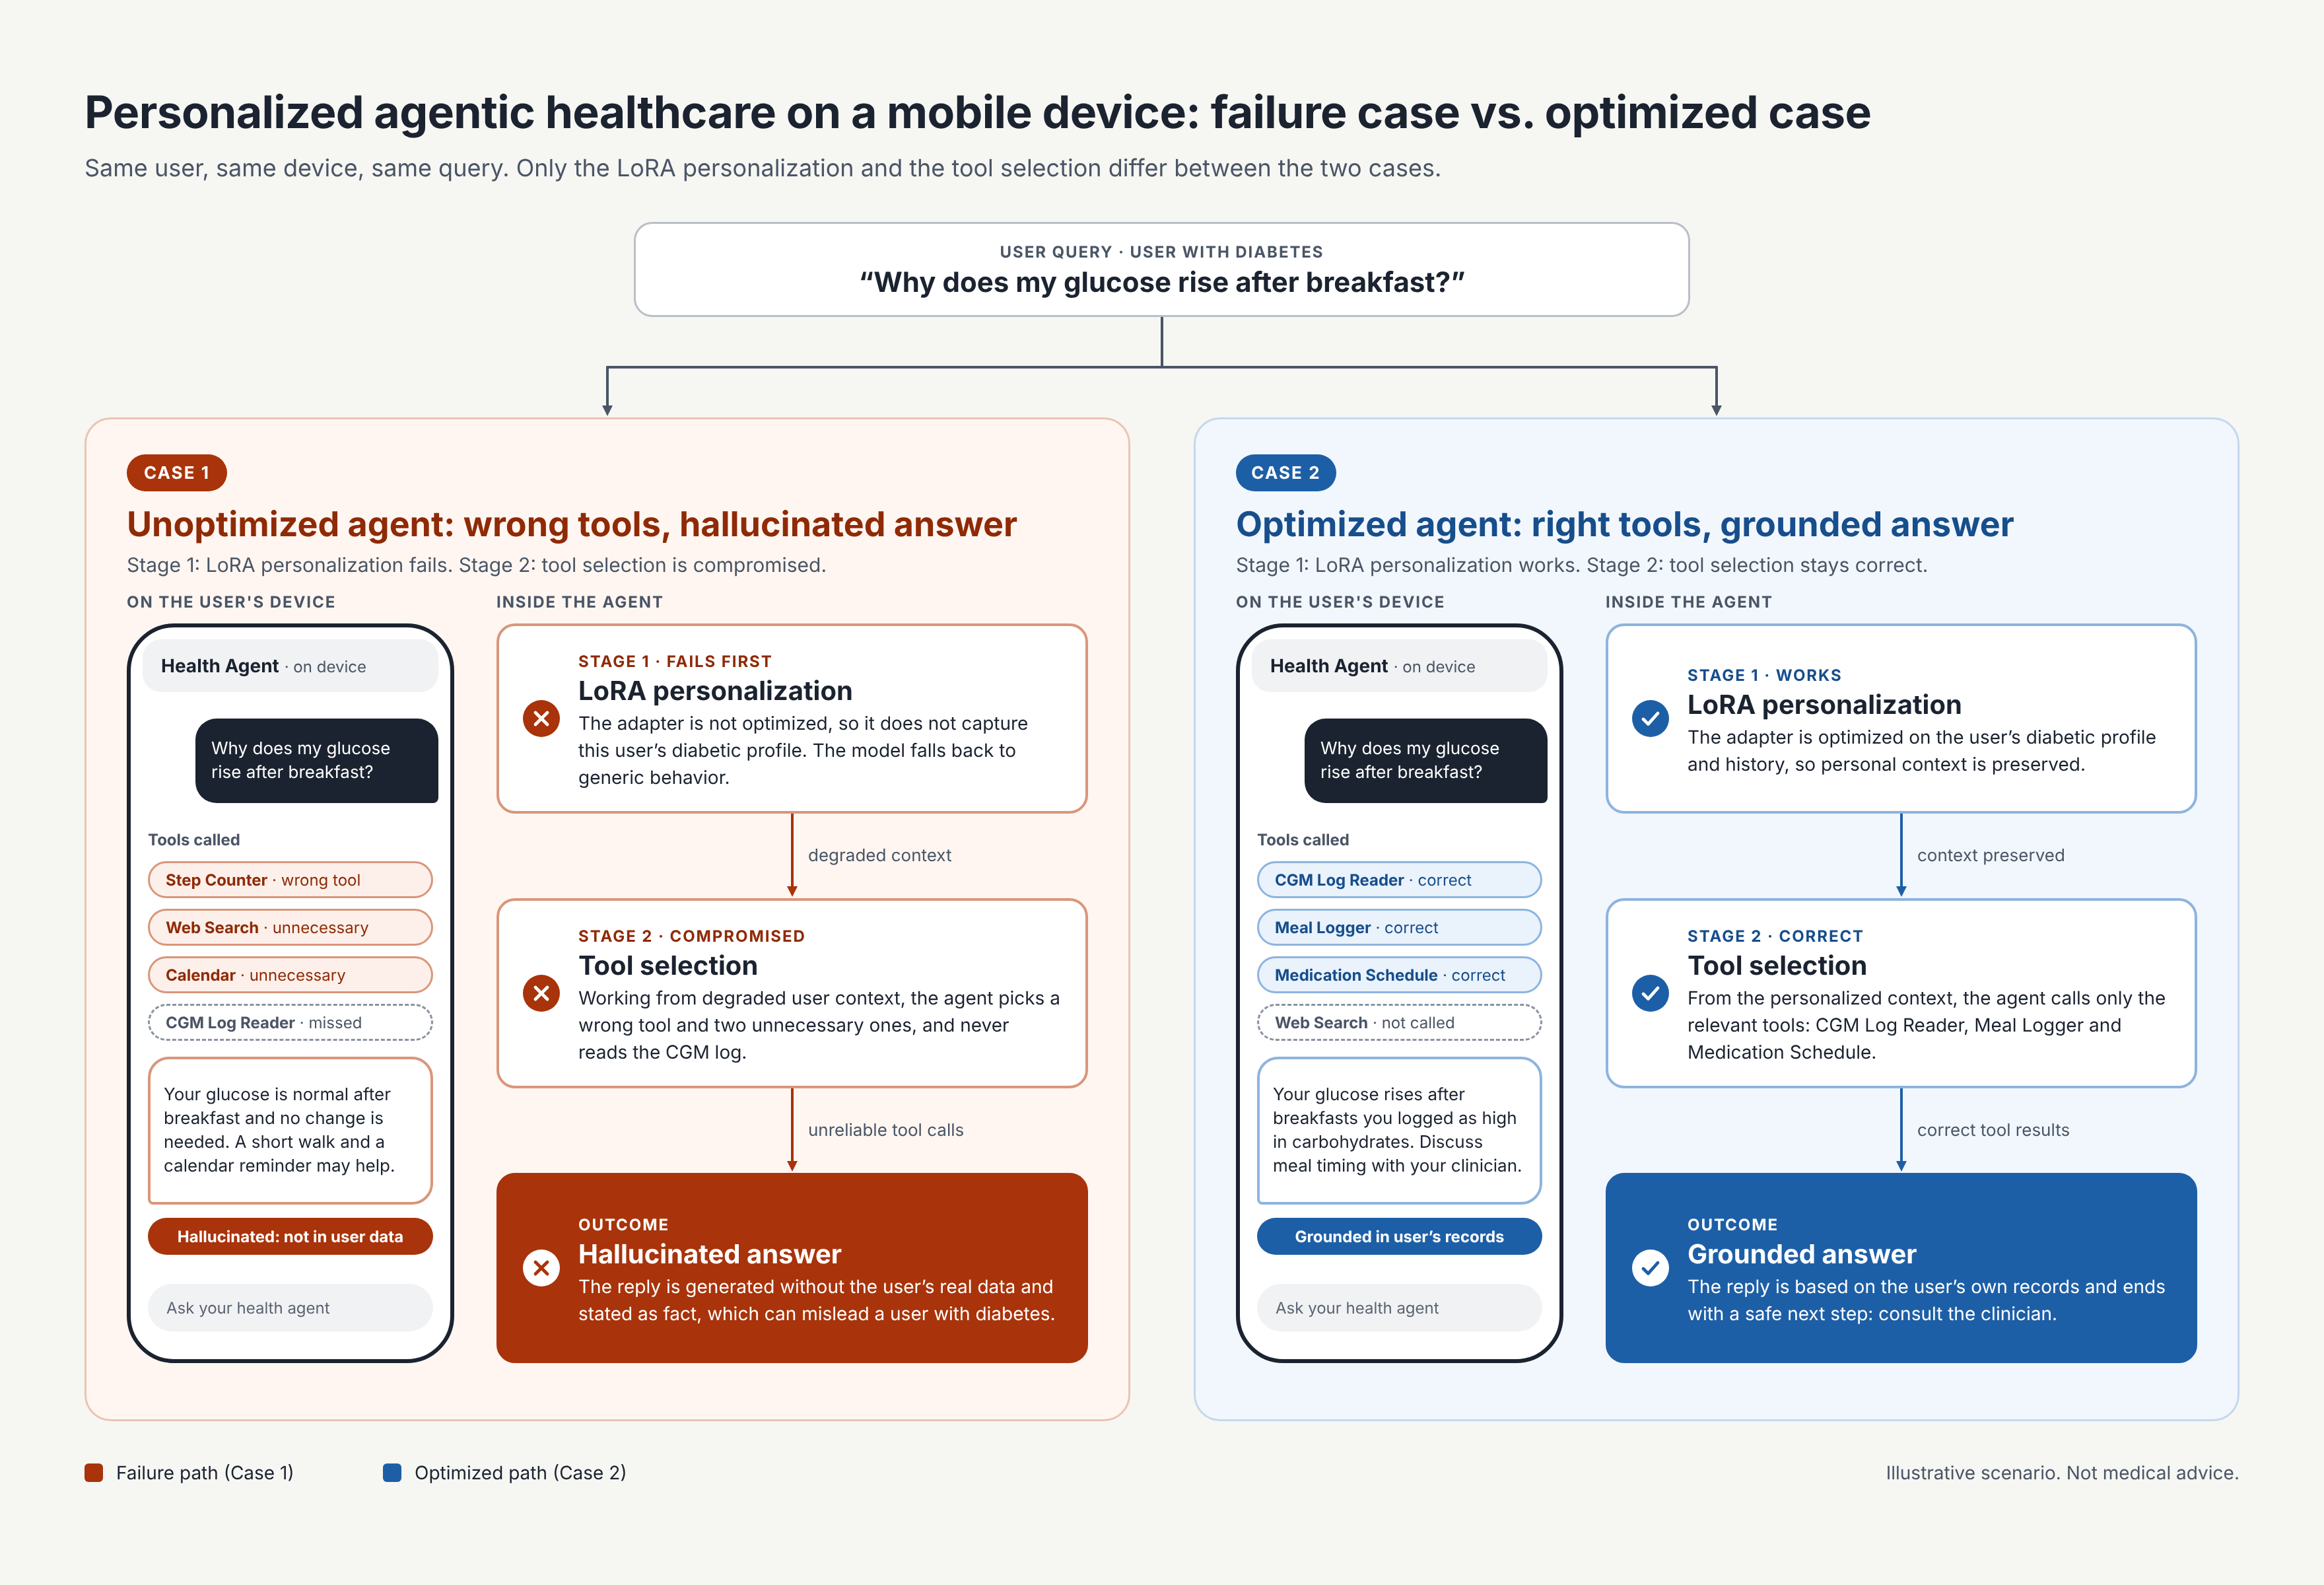 Personalized agentic healthcare on a mobile device: failure case vs. optimized case
Same user, same device, same query. Only the LoRA personalization and the tool selection differ between the two cases.
USER QUERY · USER WITH DIABETES
“Why does my glucose rise after breakfast?”
CASE 1
Unoptimized agent: wrong tools, hallucinated answer
Stage 1: LoRA personalization fails. Stage 2: tool selection is compromised.
ON THE USER'S DEVICE
Health Agent · on device
Why does my glucose
rise after breakfast?
Tools called
Step Counter · wrong tool
Web Search · unnecessary
Calendar · unnecessary
CGM Log Reader · missed
Your glucose is normal after
breakfast and no change is
needed. A short walk and a
calendar reminder may help.
Hallucinated: not in user data
Ask your health agent
INSIDE THE AGENT
STAGE 1 · FAILS FIRST
LoRA personalization
The adapter is not optimized, so it does not capture
this user’s diabetic profile. The model falls back to
generic behavior.
degraded context
STAGE 2 · COMPROMISED
Tool selection
Working from degraded user context, the agent picks a
wrong tool and two unnecessary ones, and never
reads the CGM log.
unreliable tool calls
OUTCOME
Hallucinated answer
The reply is generated without the user’s real data and
stated as fact, which can mislead a user with diabetes.
CASE 2
Optimized agent: right tools, grounded answer
Stage 1: LoRA personalization works. Stage 2: tool selection stays correct.
ON THE USER'S DEVICE
Health Agent · on device
Why does my glucose
rise after breakfast?
Tools called
CGM Log Reader · correct
Meal Logger · correct
Medication Schedule · correct
Web Search · not called
Your glucose rises after
breakfasts you logged as high
in carbohydrates. Discuss
meal timing with your clinician.
Grounded in user’s records
Ask your health agent
INSIDE THE AGENT
STAGE 1 · WORKS
LoRA personalization
The adapter is optimized on the user’s diabetic profile
and history, so personal context is preserved.
context preserved
STAGE 2 · CORRECT
Tool selection
From the personalized context, the agent calls only the
relevant tools: CGM Log Reader, Meal Logger and
Medication Schedule.
correct tool results
OUTCOME
Grounded answer
The reply is based on the user’s own records and ends
with a safe next step: consult the clinician.
Failure path (Case 1)
Optimized path (Case 2)
Illustrative scenario. Not medical advice.